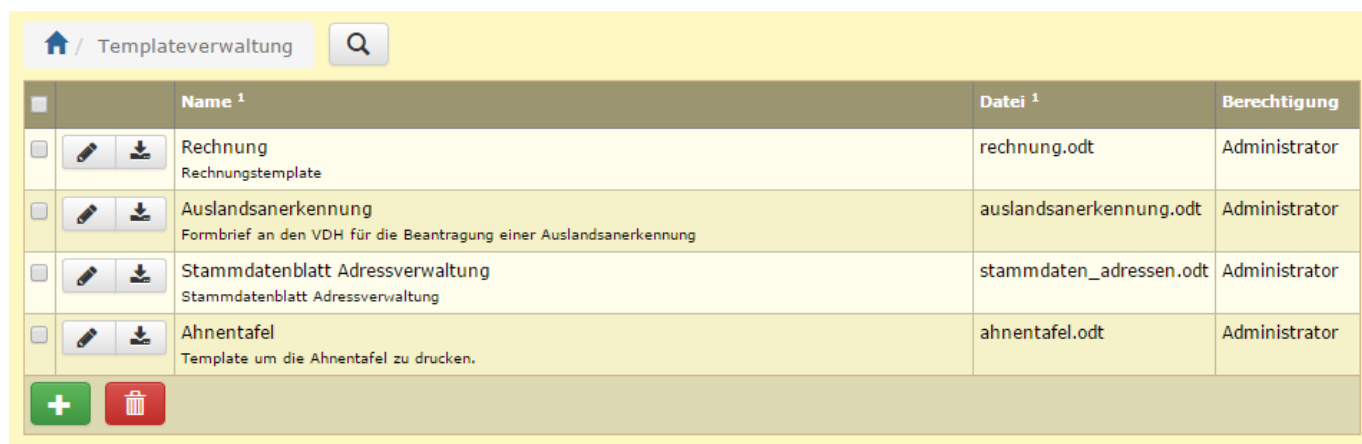 / Templateverwaltung
Name ¹ Datei ¹ Berechtigung
Rechnung rechnung.odt Administrator
Rechnungstemplate
Auslandsanerkennung auslandsanerkennung.odt Administrator
Formbrief an den VDH für die Beantragung einer Auslandsanerkennung
Stammdatenblatt Adressverwaltung stammdaten_adressen.odt Administrator
Stammdatenblatt Adressverwaltung
Ahnentafel ahnentafel.odt Administrator
Template um die Ahnentafel zu drucken.